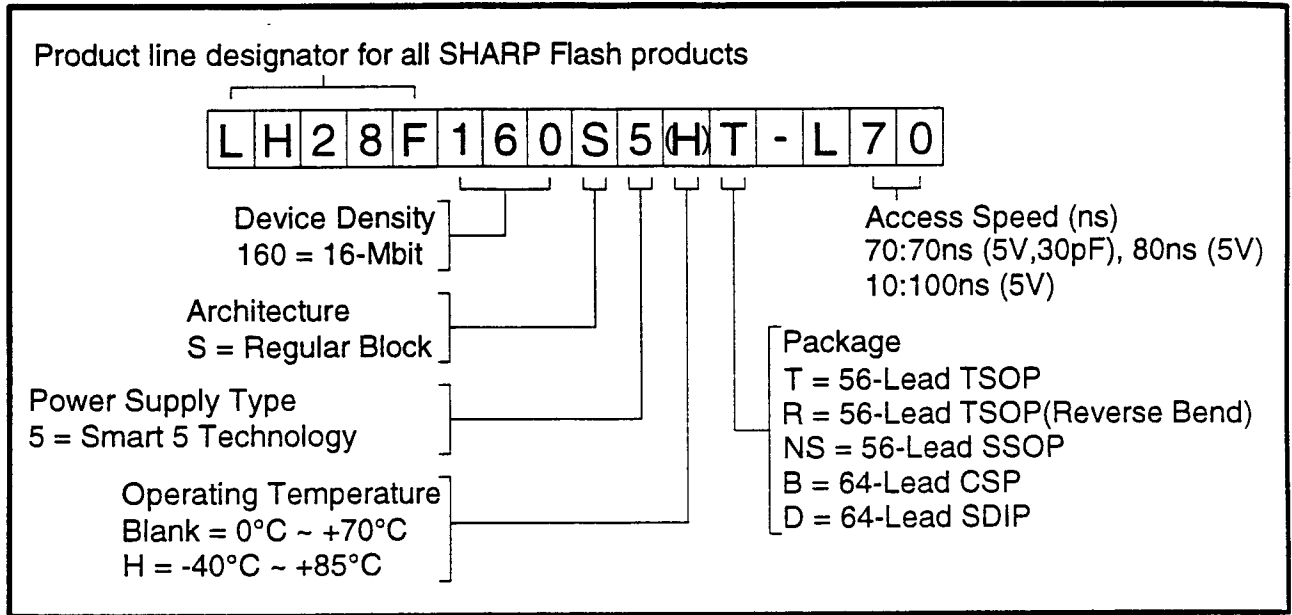 Product line designator for all SHARP Flash products
LH28F160S5(H)T-L70
Device Density
160 = 16-Mbit
Architecture
S = Regular Block
Power Supply Type
5 = Smart 5 Technology
Operating Temperature
Blank = 0°C ~ +70°C
H = -40°C ~ +85°C
Access Speed (ns)
70:70ns (5V,30pF), 80ns (5V)
10:100ns (5V)
Package
T = 56-Lead TSOP
R = 56-Lead TSOP(Reverse Bend)
NS = 56-Lead SSOP
B = 64-Lead CSP
D = 64-Lead SDIP